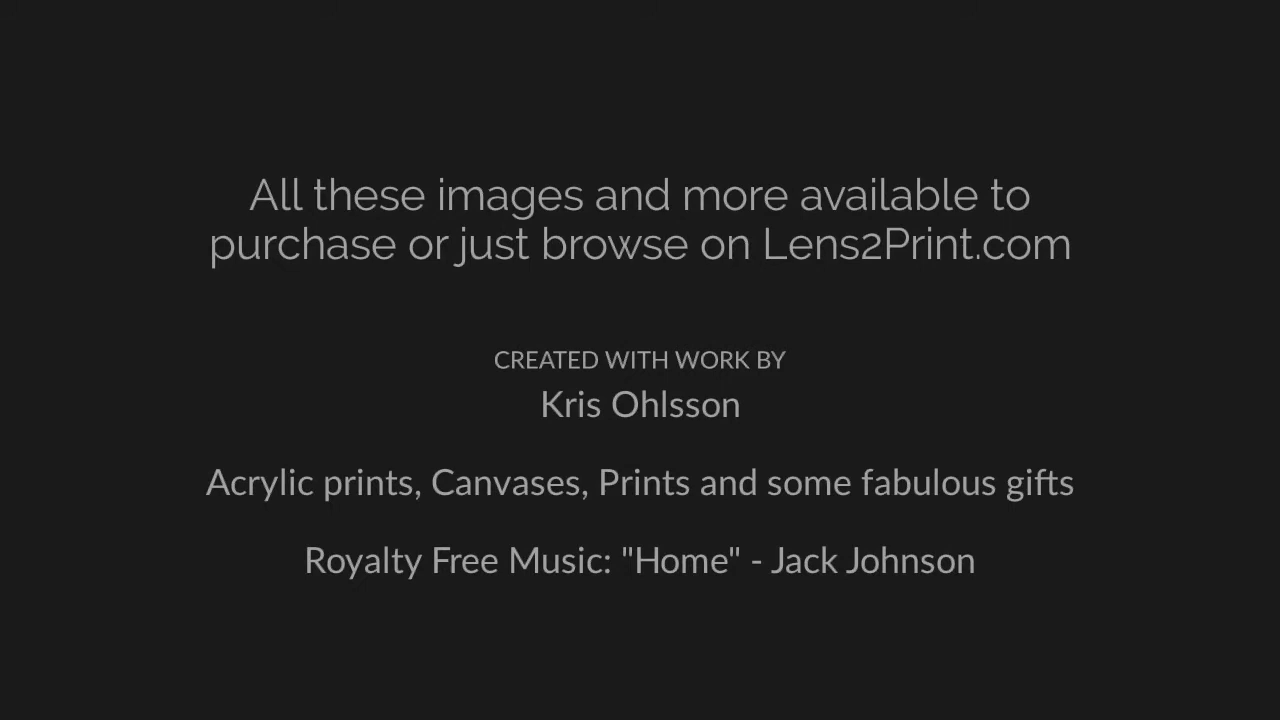 All these images and more available to
purchase or just browse on Lens2Print.com
CREATED WITH WORK BY
Kris Ohlsson
Acrylic prints, Canvases, Prints and some fabulous gifts
Royalty Free Music: "Home" - Jack Johnson